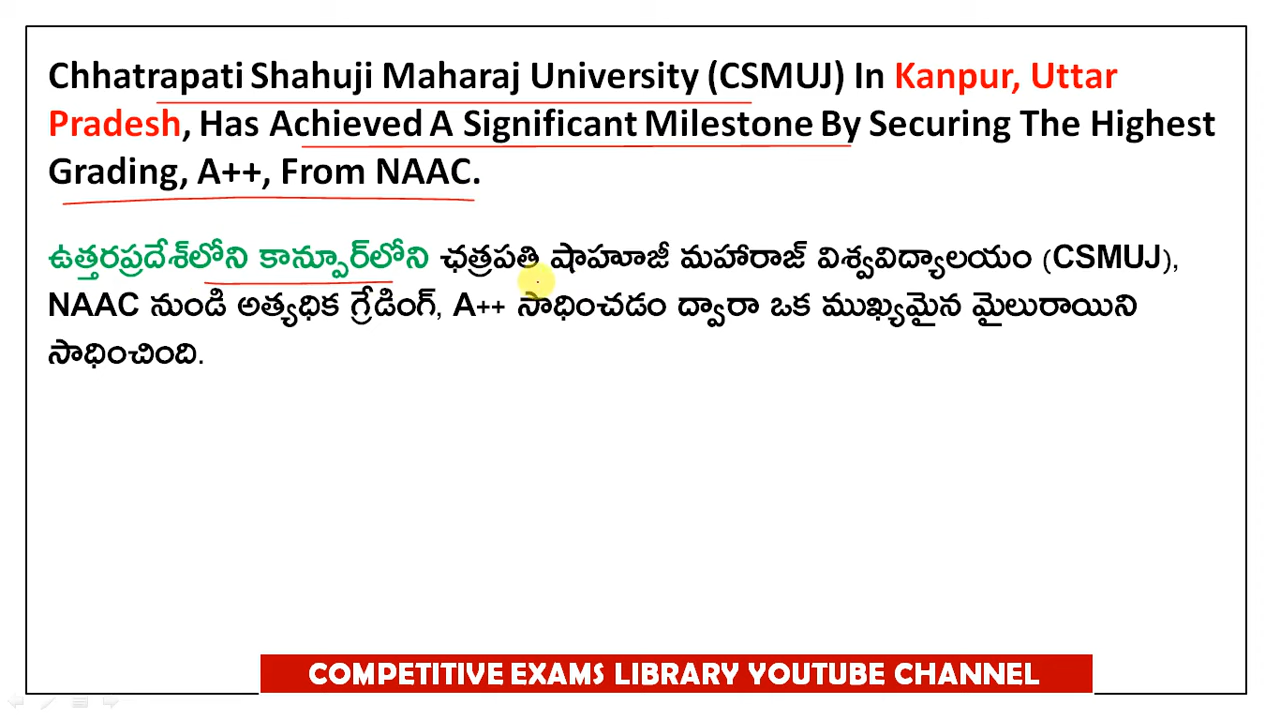 Chhatrapati Shahuji Maharaj University (CSMUJ) In Kanpur, Uttar
Pradesh, Has Achieved A Significant Milestone By Securing The Highest
Grading, A++, From NAAC.
ఉత్తరప్రదేశ్‌లోని కాన్పూర్‌లోని ఛత్రపతి షాహూజీ మహారాజ్ విశ్వవిద్యాలయం (CSMUJ),
NAAC నుండి అత్యధిక గ్రేడింగ్, A++ సాధించడం ద్వారా ఒక ముఖ్యమైన మైలురాయిని
సాధించింది.
COMPETITIVE EXAMS LIBRARY YOUTUBE CHANNEL